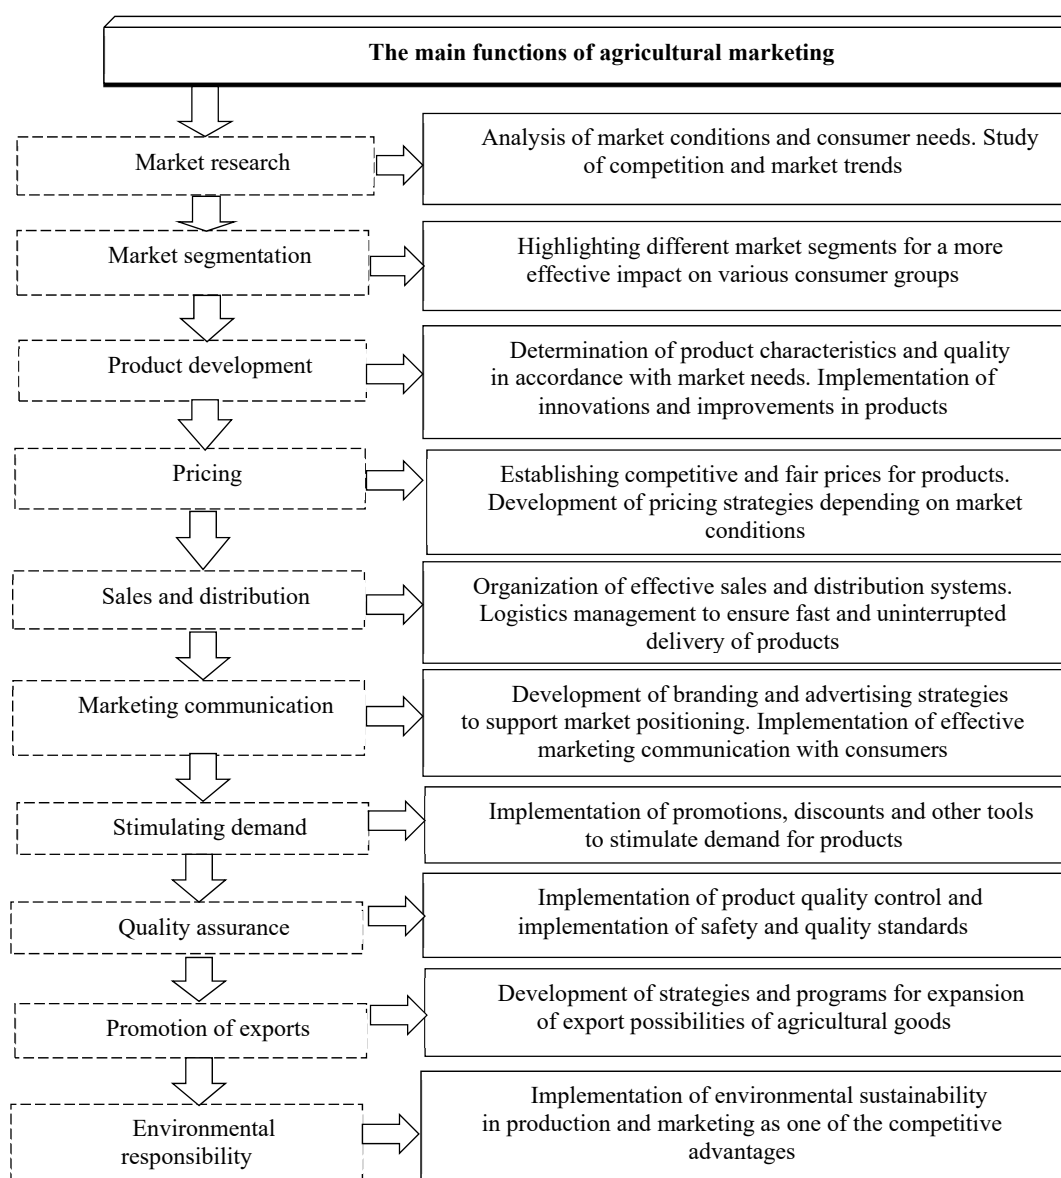 The main functions of agricultural marketing
Market research
Analysis of market conditions and consumer needs. Study
of competition and market trends
Market segmentation
Highlighting different market segments for a more
effective impact on various consumer groups
Product development
Determination of product characteristics and quality
in accordance with market needs. Implementation of
innovations and improvements in products
Pricing
Establishing competitive and fair prices for products.
Development of pricing strategies depending on market
conditions
Sales and distribution
Organization of effective sales and distribution systems.
Logistics management to ensure fast and uninterrupted
delivery of products
Marketing communication
Development of branding and advertising strategies
to support market positioning. Implementation of effective
marketing communication with consumers
Stimulating demand
Implementation of promotions, discounts and other tools
to stimulate demand for products
Quality assurance
Implementation of product quality control and
implementation of safety and quality standards
Promotion of exports
Development of strategies and programs for expansion
of export possibilities of agricultural goods
Environmental
responsibility
Implementation of environmental sustainability
in production and marketing as one of the competitive
advantages